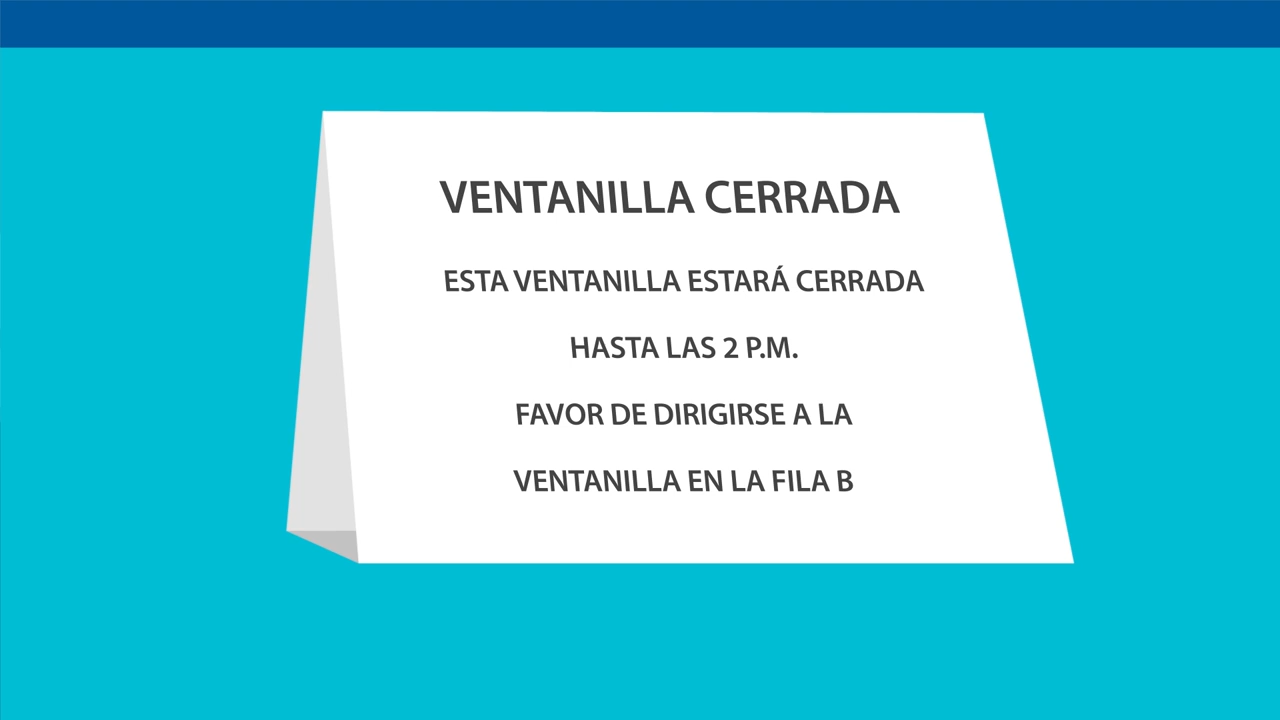 VENTANILLA CERRADA
ESTA VENTANILLA ESTARÁ CERRADA
HASTA LAS 2 P.M.
FAVOR DE DIRIGIRSE A LA
VENTANILLA EN LA FILA B